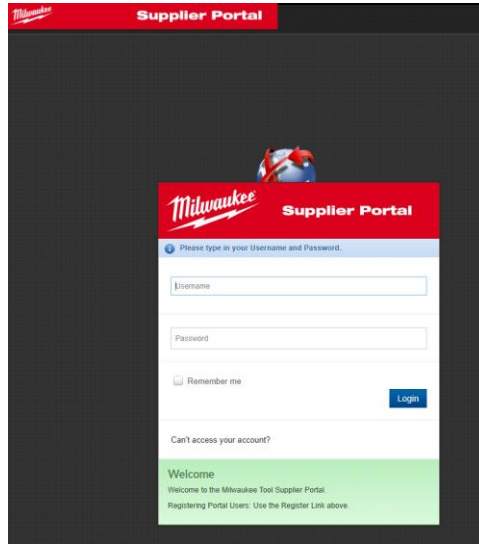 Milwaukee Supplier Portal
Milwaukee Supplier Portal
Please type in your Username and Password.
Username
Password
Remember me
Login
Can't access your account?
Welcome
Welcome to the Milwaukee Tool Supplier Portal.
Registering Portal Users: Use the Register Link above.